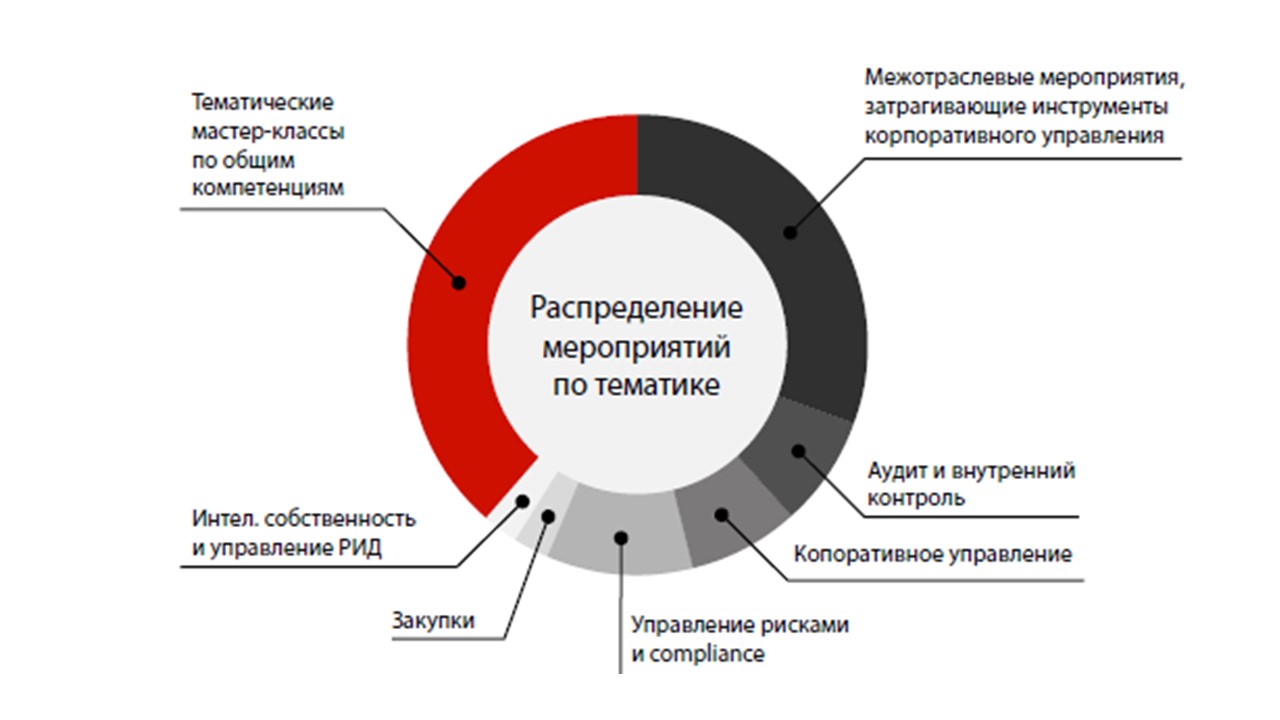 Тематические
мастер-классы
по общим
компетенциям
Межотраслевые мероприятия,
затрагивающие инструменты
корпоративного управления
Распределение
мероприятий
по тематике
Аудит и внутренний
контроль
Копоративное управление
Интел. собственность
и управление РИД
Закупки
Управление рисками
и compliance